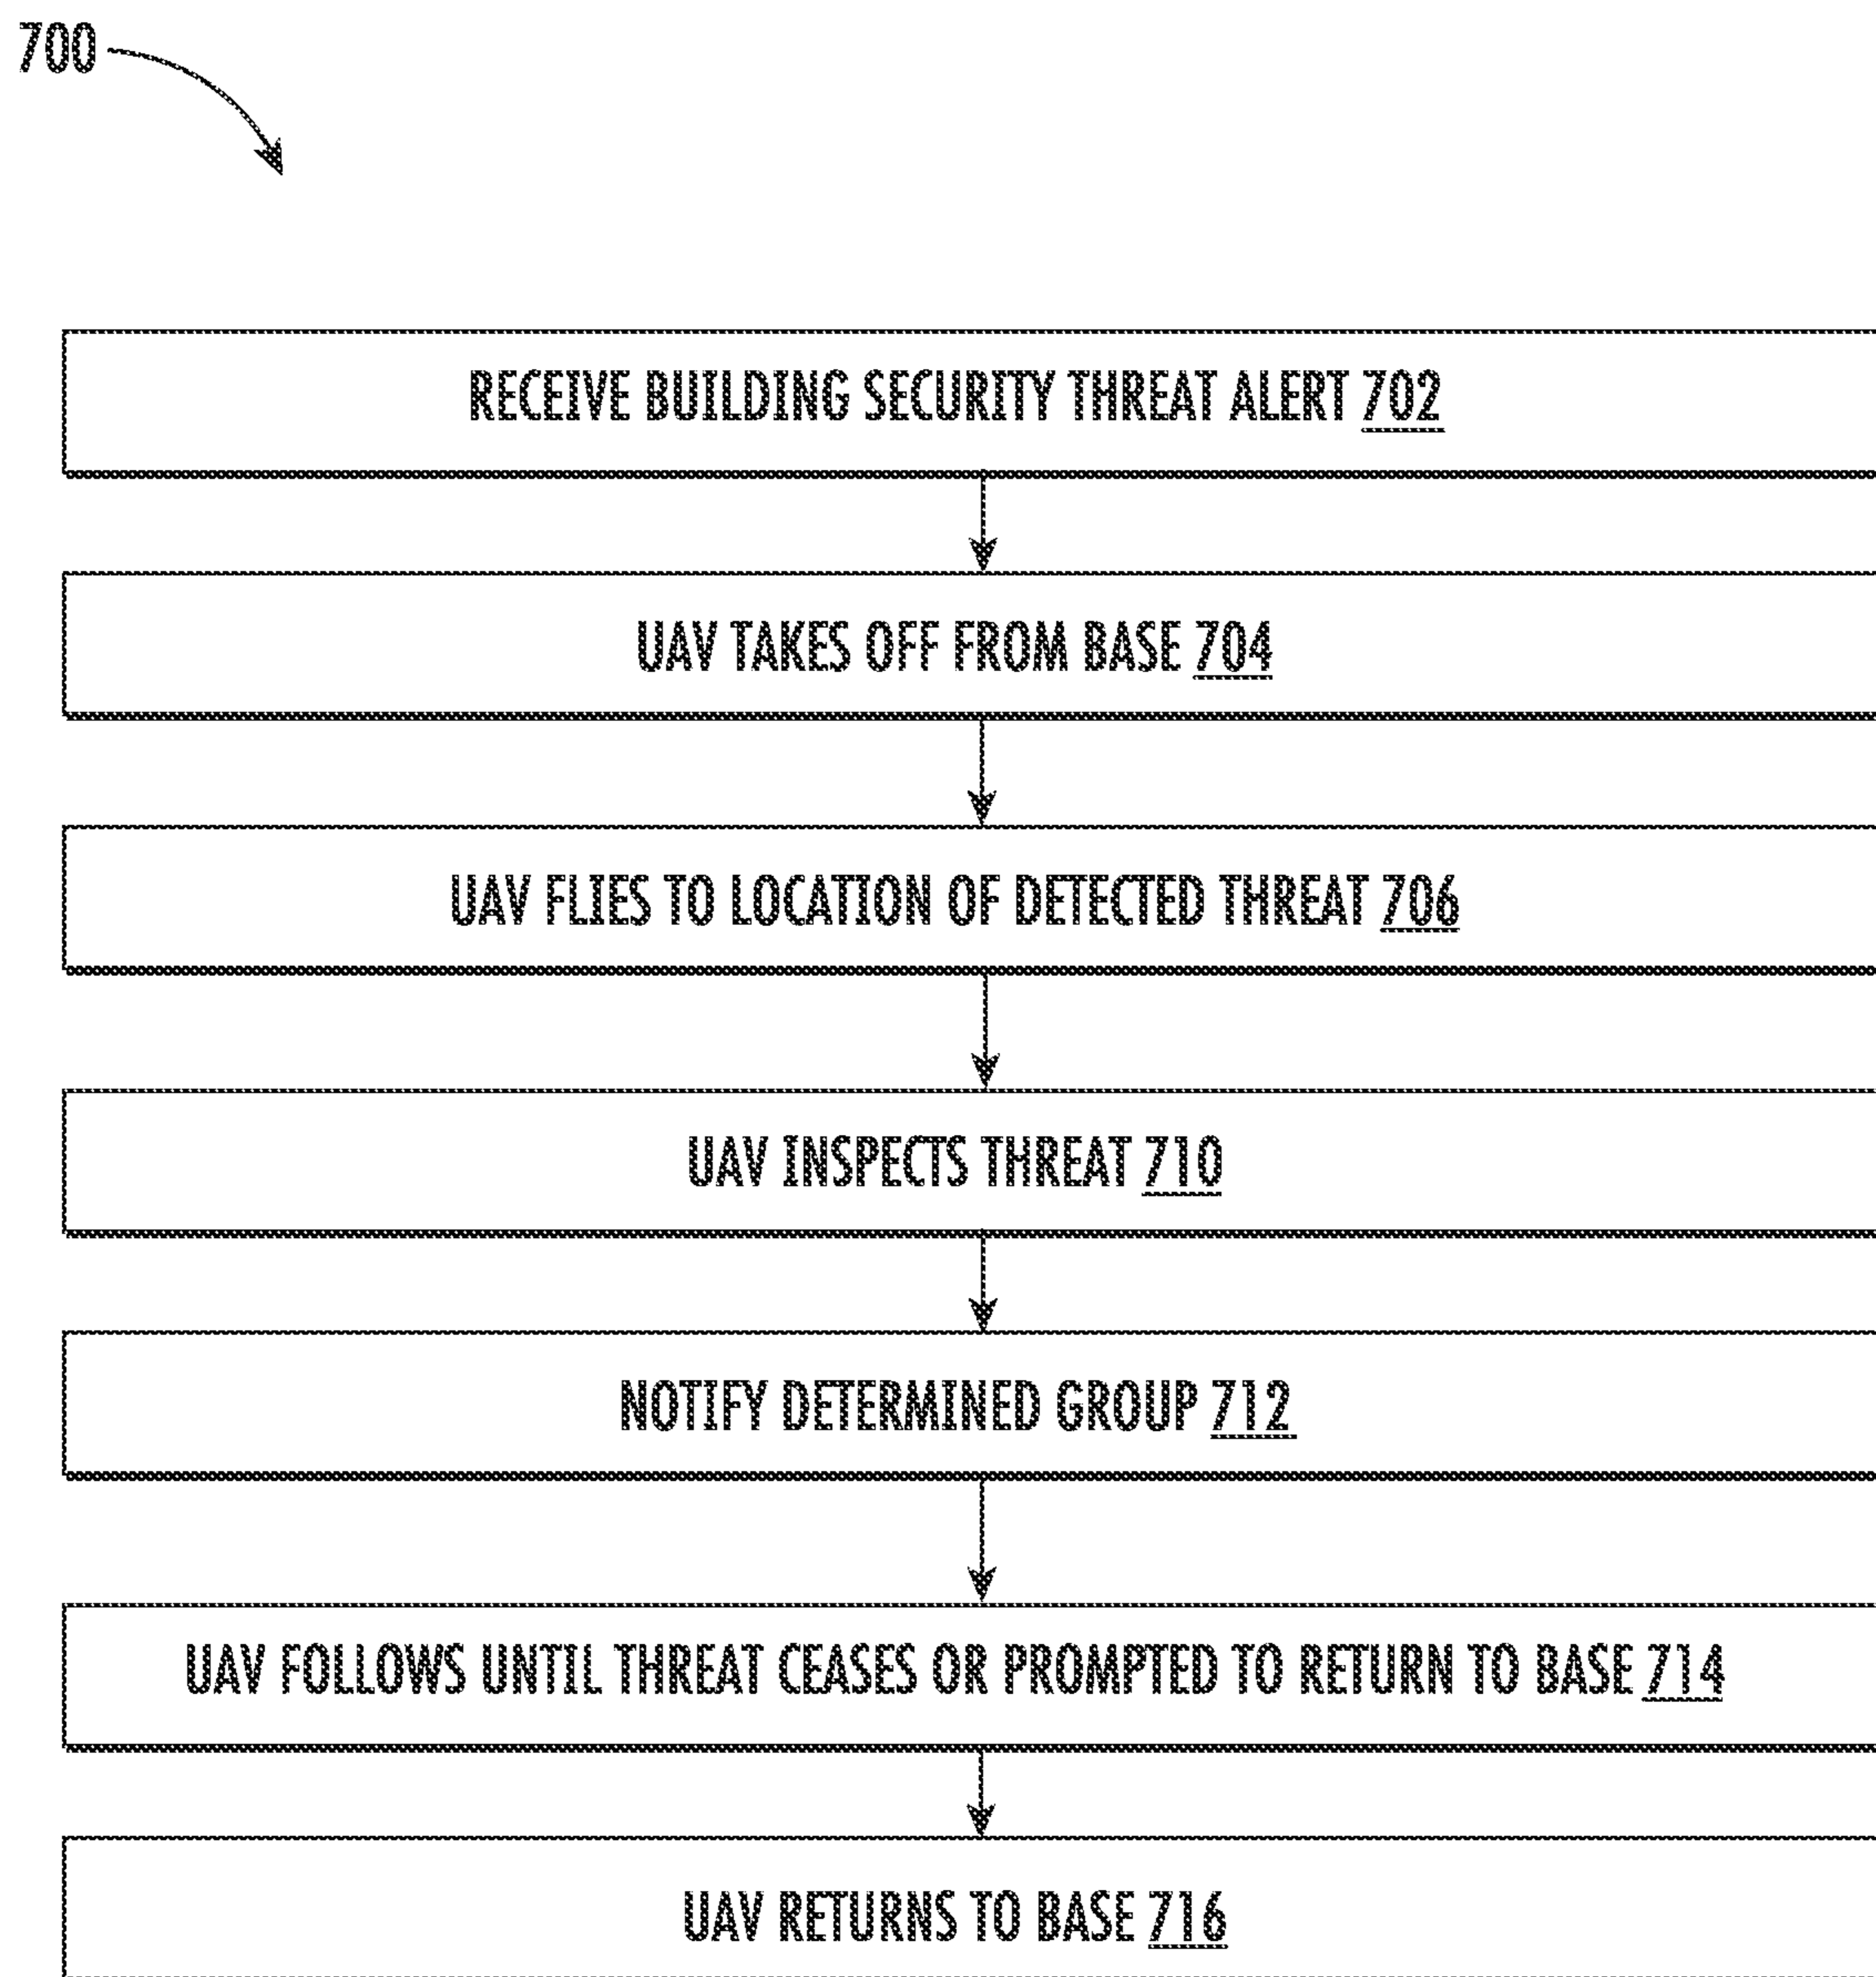 700
RECEIVE BUILDING SECURITY THREAT ALERT 702
UAV TAKES OFF FROM BASE 704
UAV FLIES TO LOCATION OF DETECTED THREAT 706
UAV INSPECTS THREAT 710
NOTIFY DETERMINED GROUP 712
UAV FOLLOWS UNTIL THREAT CEASES OR PROMPTED TO RETURN TO BASE 714
UAV RETURNS TO BASE 716